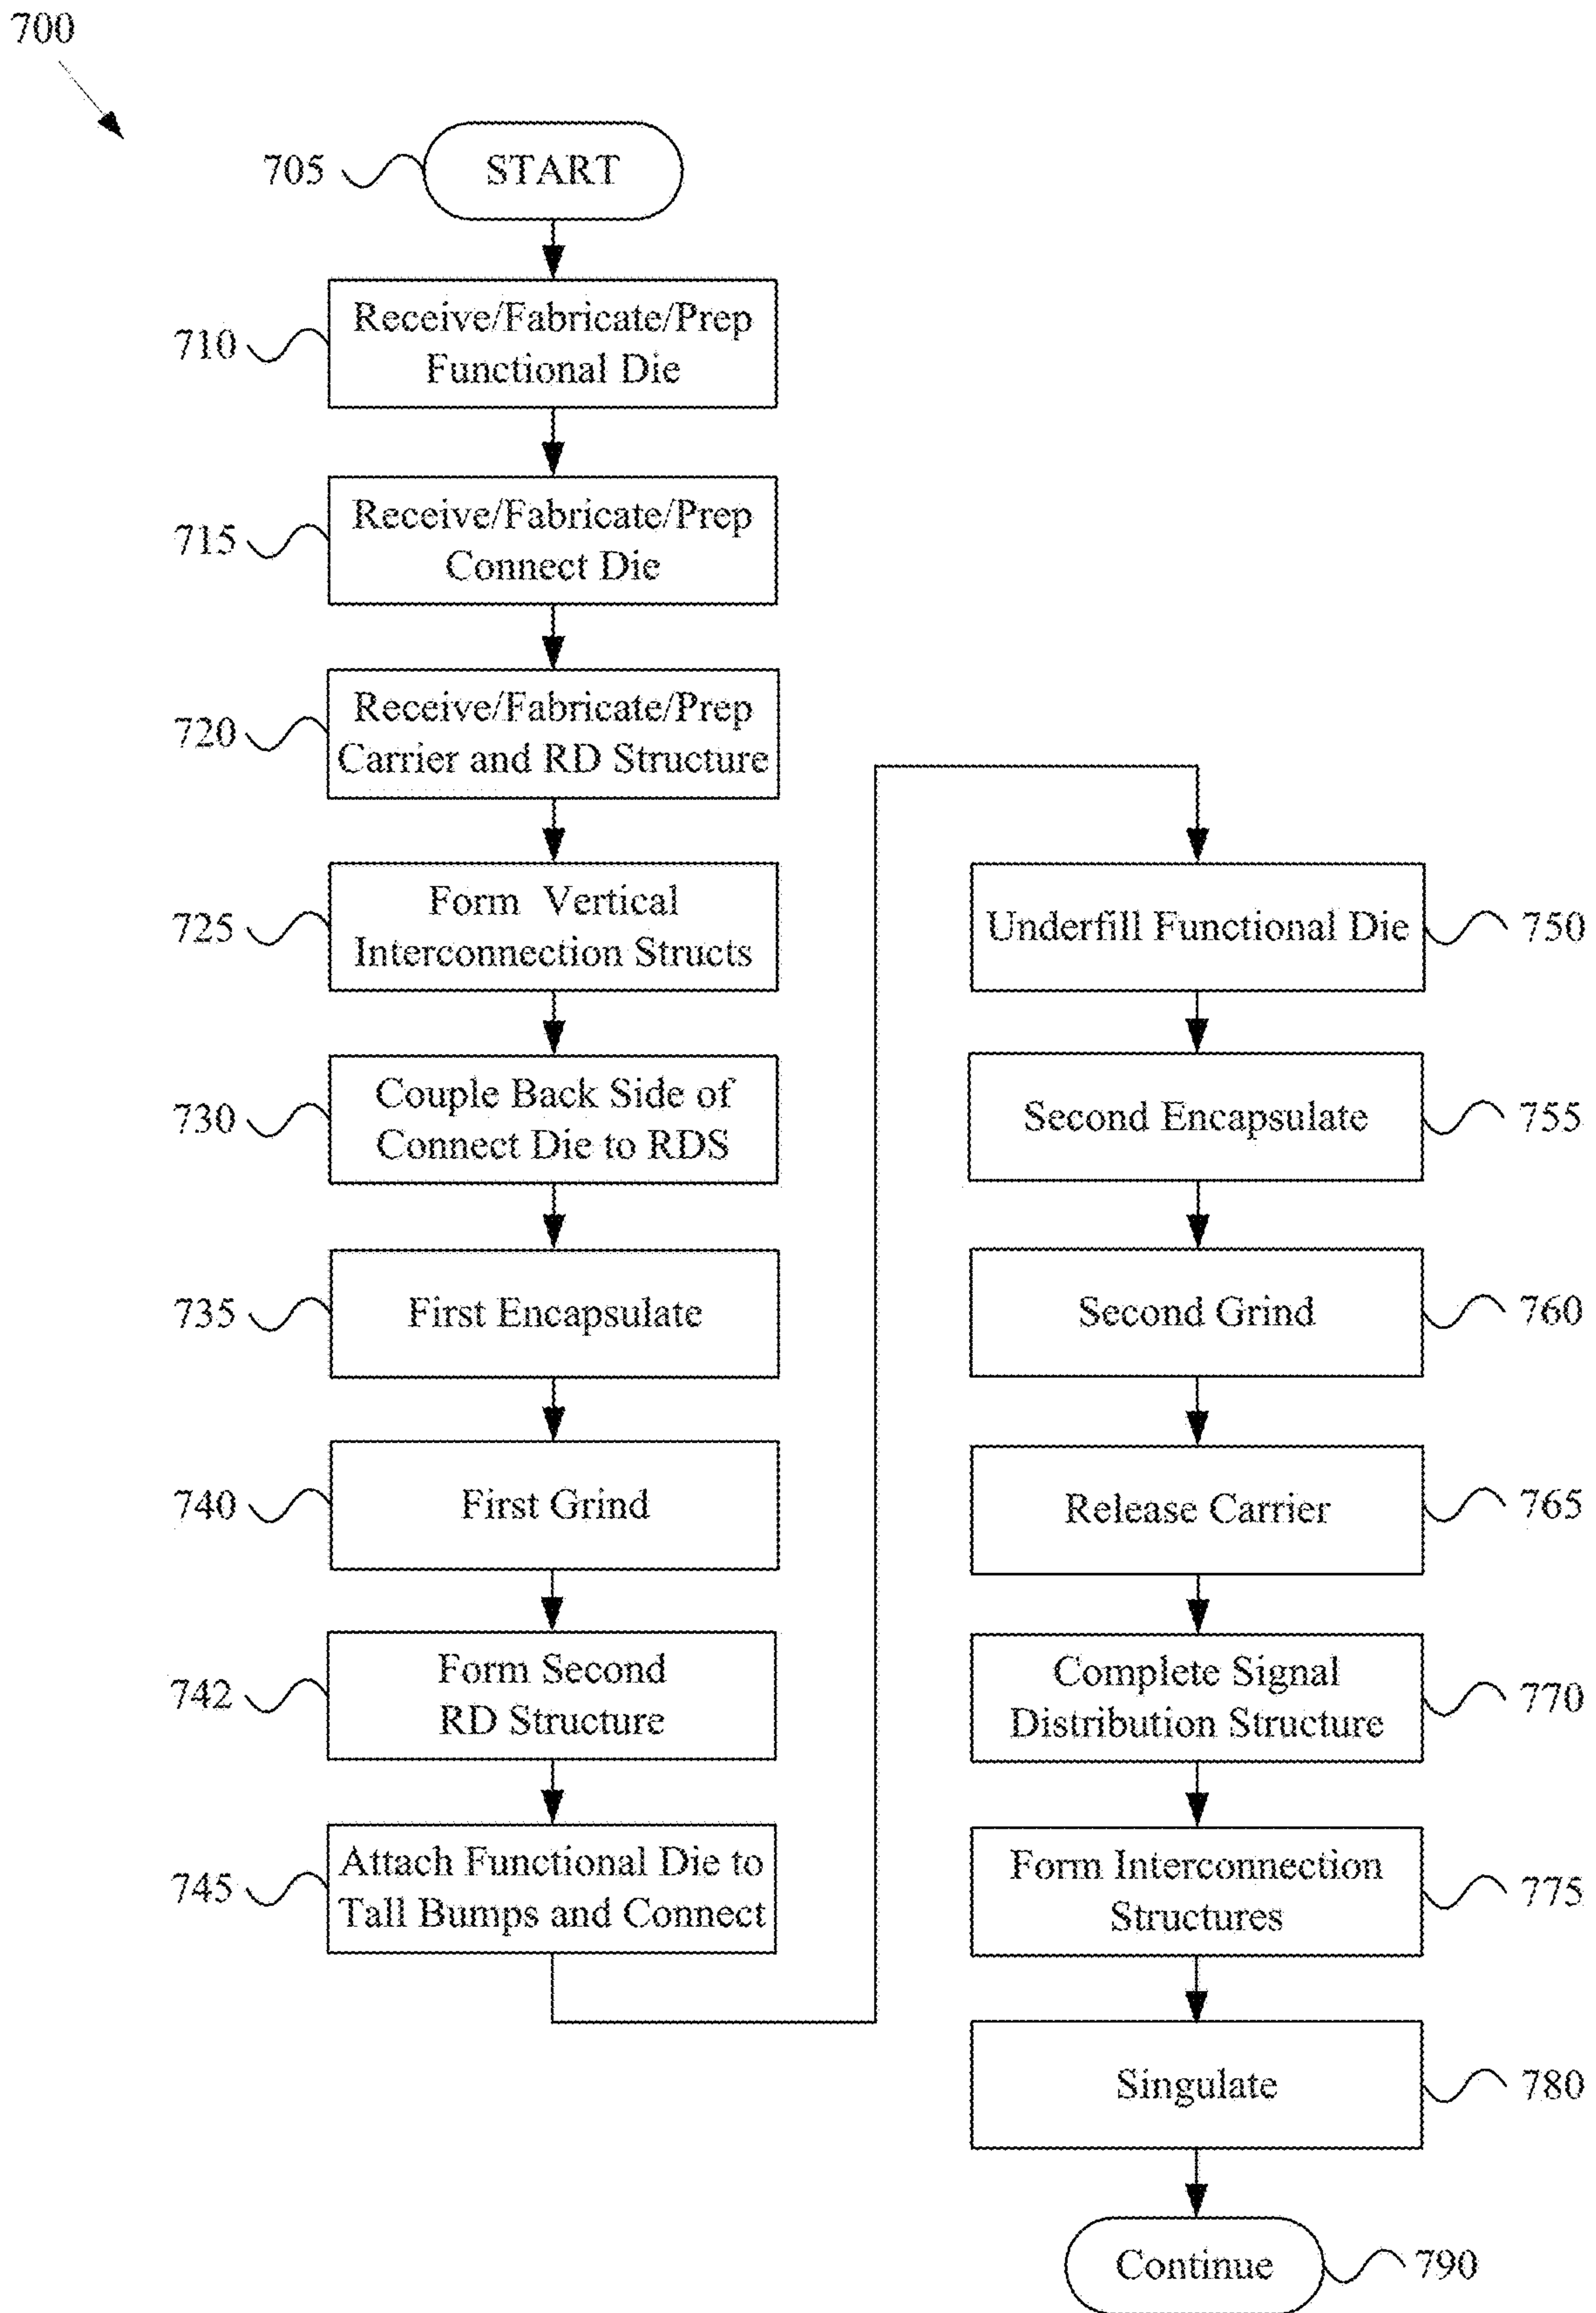 700
705
START
710
Receive/Fabricate/Prep
Functional Die
715
Receive/Fabricate/Prep
Connect Die
720
Receive/Fabricate/Prep
Carrier and RD Structure
725
Form Vertical
Interconnection Structs
730
Couple Back Side of
Connect Die to RDS
735
First Encapsulate
740
First Grind
742
Form Second
RD Structure
745
Attach Functional Die to
Tall Bumps and Connect
Underfill Functional Die
750
Second Encapsulate
755
Second Grind
760
Release Carrier
765
Complete Signal
Distribution Structure
770
Form Interconnection
Structures
775
Singulate
780
Continue
790